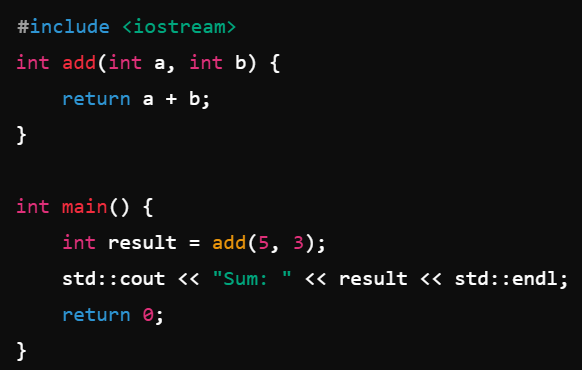 #include <iostream>
int add(int a, int b) {
    return a + b;
}

int main() {
    int result = add(5, 3);
    std::cout << "Sum: " << result << std::endl;
    return 0;
}